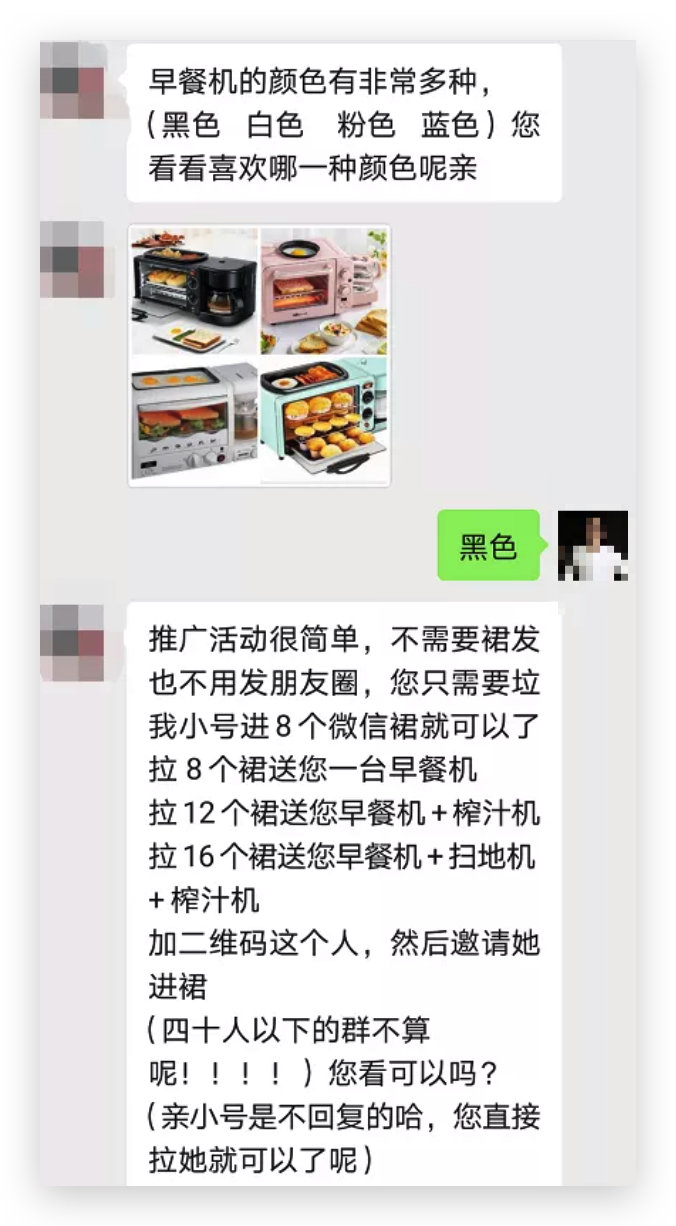 早餐机的颜色有非常多种，
（黑色 白色 粉色 蓝色）您
看看喜欢哪一种颜色呢亲
黑色
推广活动很简单，不需要裙发
也不用发朋友圈，您只需要垃
我小号进8个微信裙就可以了
拉8个裙送您一台早餐机
拉12个裙送您早餐机+榨汁机
拉16个裙送您早餐机+扫地机
+榨汁机
加二维码这个人，然后邀请她
进裙
（四十人以下的群不算
呢！！！！）您看可以吗？
（亲小号是不回复的哈，您直接
拉她就可以了呢）